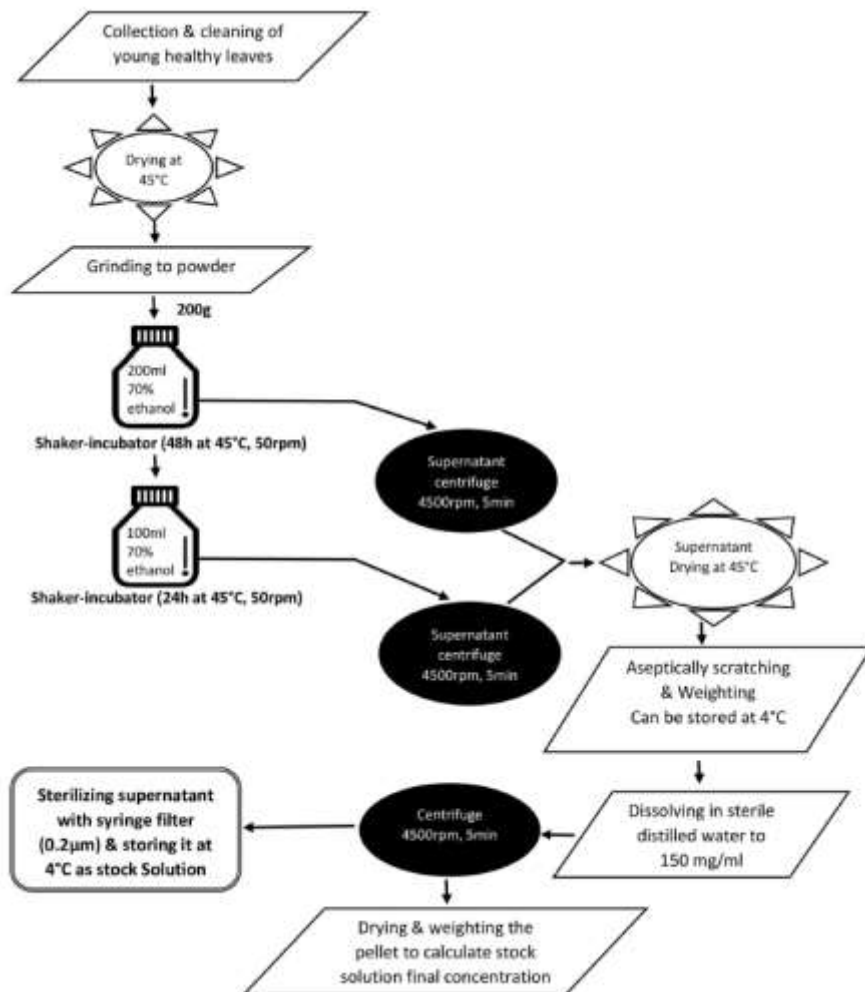 Collection & cleaning of
young healthy leaves
Drying at
45°C
Grinding to powder
200g
200ml
70%
ethanol
Shaker-incubator (48h at 45°C, 50rpm)
Supernatant
centrifuge
4500rpm, 5min
100ml
70%
ethanol
Shaker-incubator (24h at 45°C, 50rpm)
Supernatant
centrifuge
4500rpm, 5min
Supernatant
Drying at 45°C
Aseptically scratching
& Weighting
Can be stored at 4°C
Dissolving in sterile
distilled water to
150 mg/ml
Centrifuge
4500rpm, 5min
Sterilizing supernatant
with syringe filter
(0.2μm) & storing it at
4°C as stock Solution
Drying & weighting the
pellet to calculate stock
solution final concentration